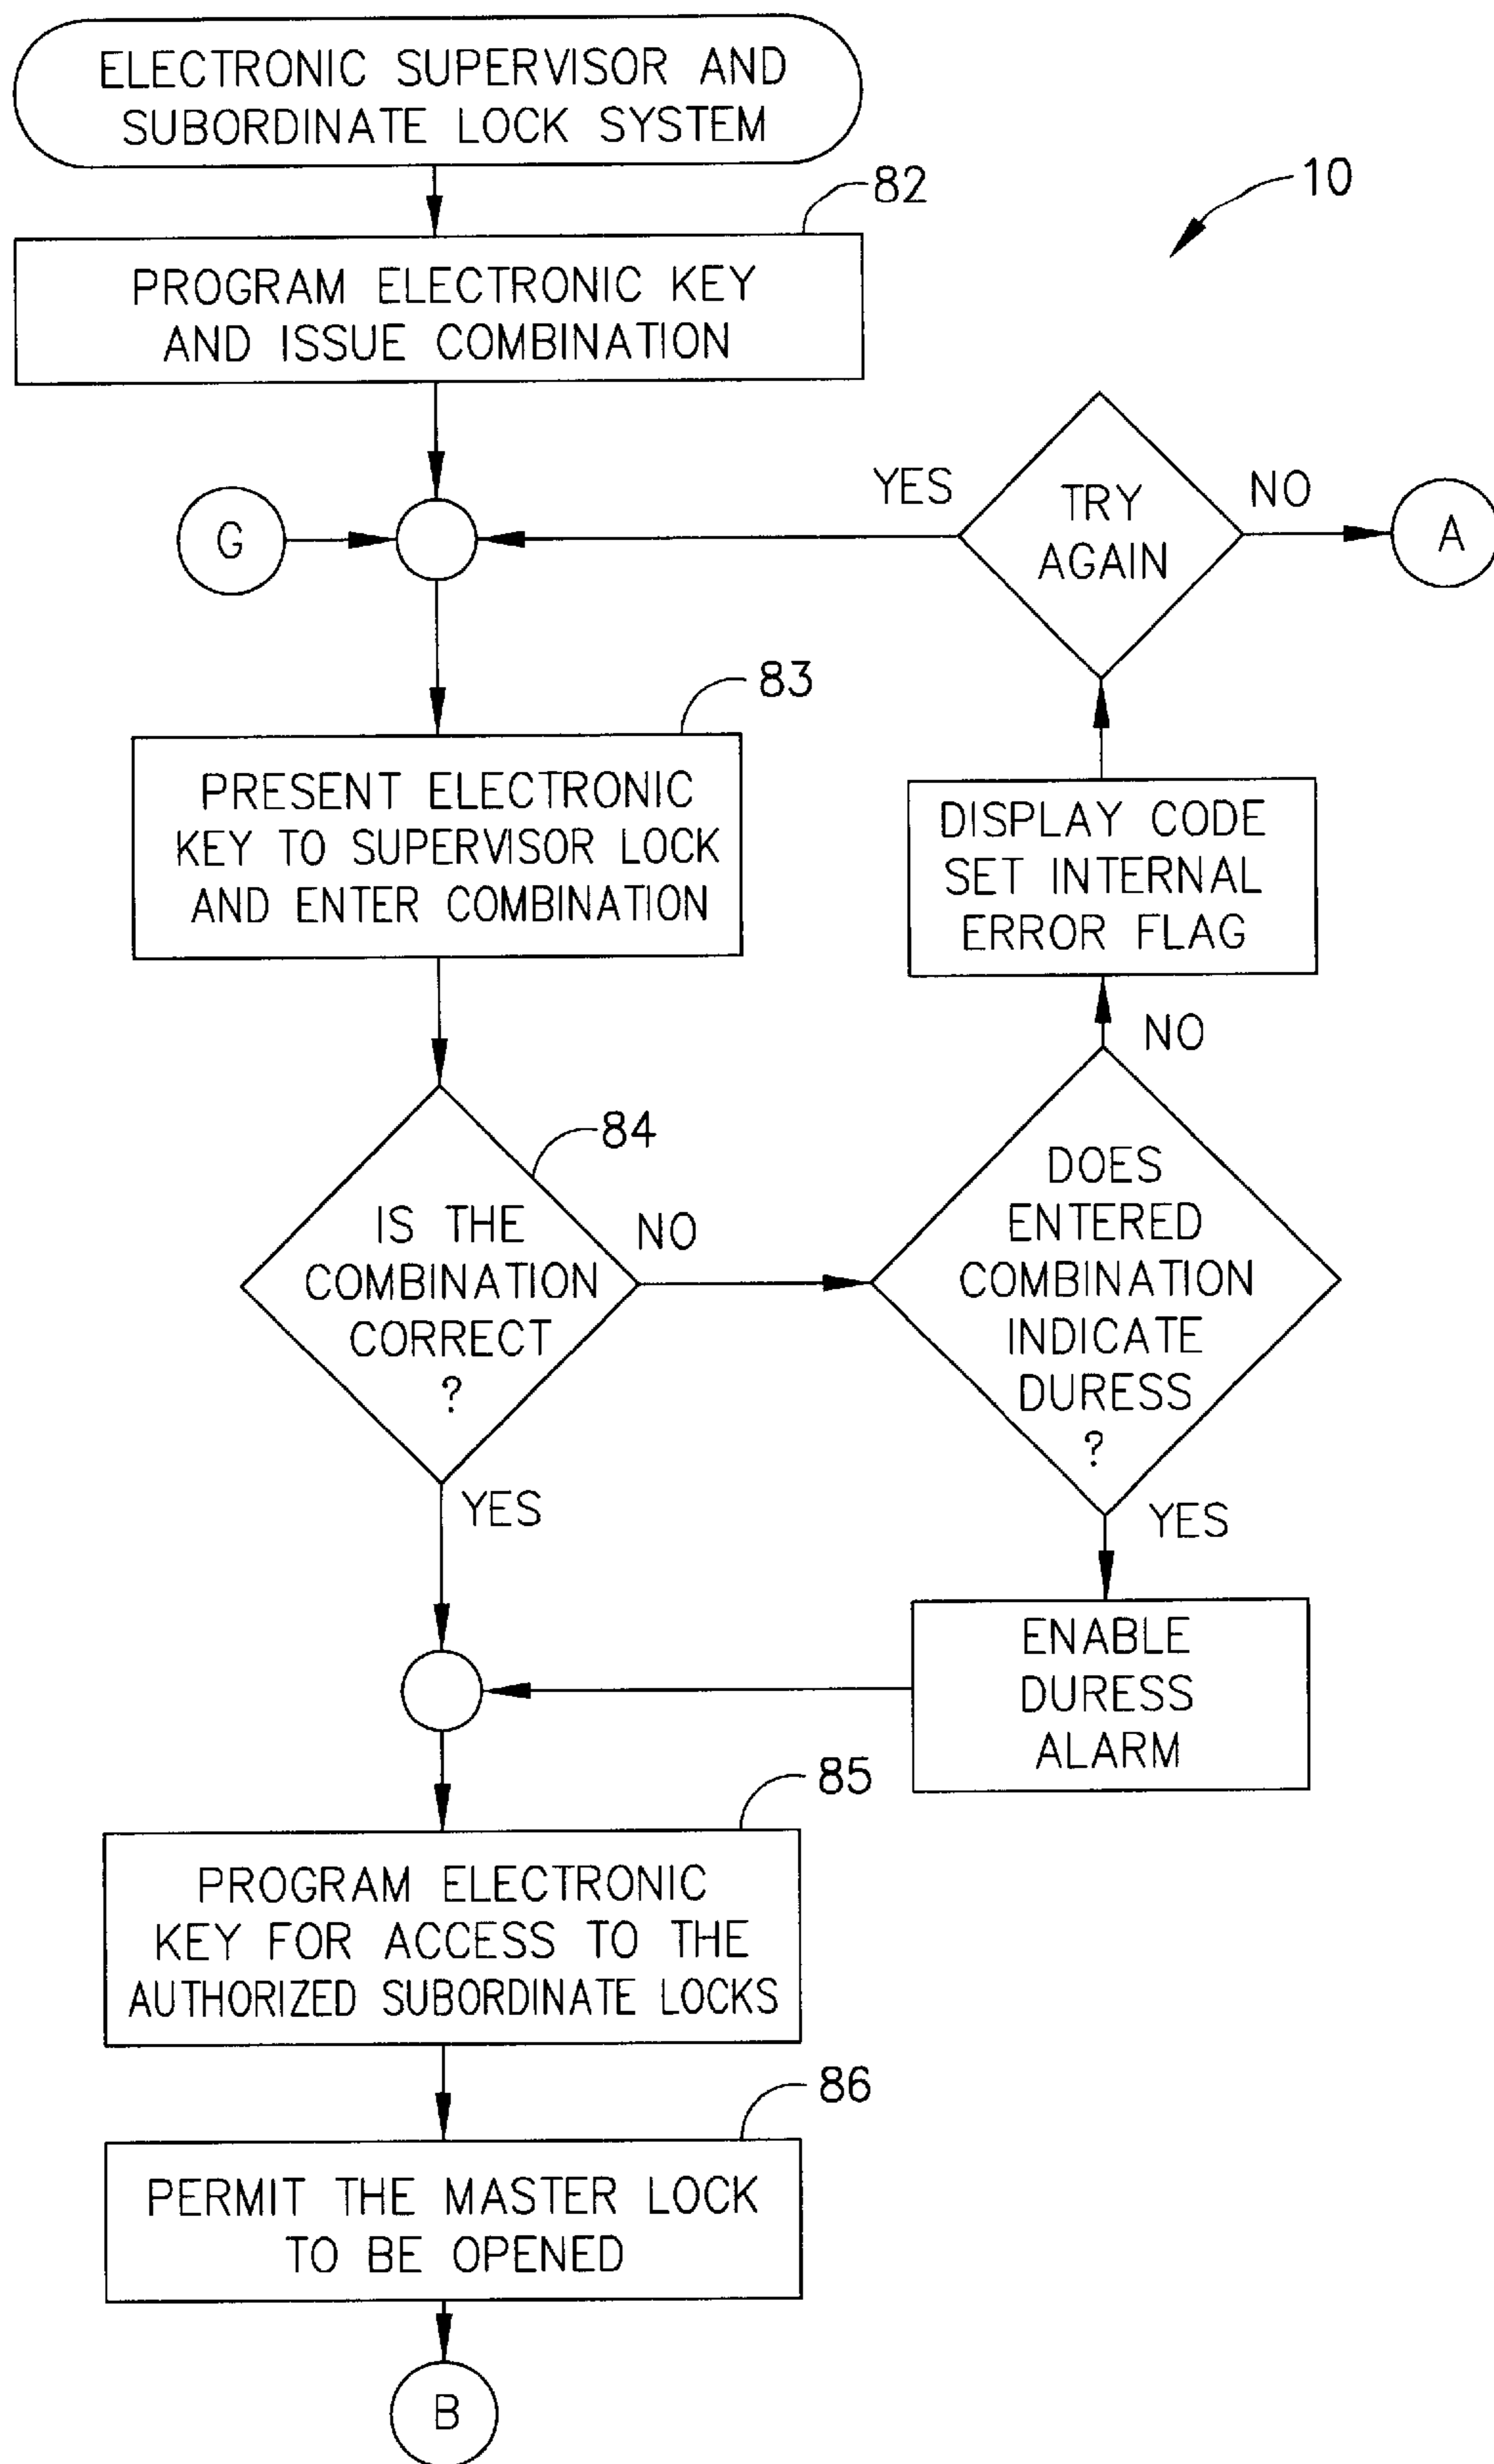 ELECTRONIC SUPERVISOR AND
SUBORDINATE LOCK SYSTEM
10
82
PROGRAM ELECTRONIC KEY
AND ISSUE COMBINATION
G
YES
TRY
AGAIN
NO
A
83
PRESENT ELECTRONIC
KEY TO SUPERVISOR LOCK
AND ENTER COMBINATION
DISPLAY CODE
SET INTERNAL
ERROR FLAG
NO
84
IS THE
COMBINATION
CORRECT
?
NO
DOES
ENTERED
COMBINATION
INDICATE
DURESS
?
YES
YES
ENABLE
DURESS
ALARM
85
PROGRAM ELECTRONIC
KEY FOR ACCESS TO THE
AUTHORIZED SUBORDINATE LOCKS
86
PERMIT THE MASTER LOCK
TO BE OPENED
B